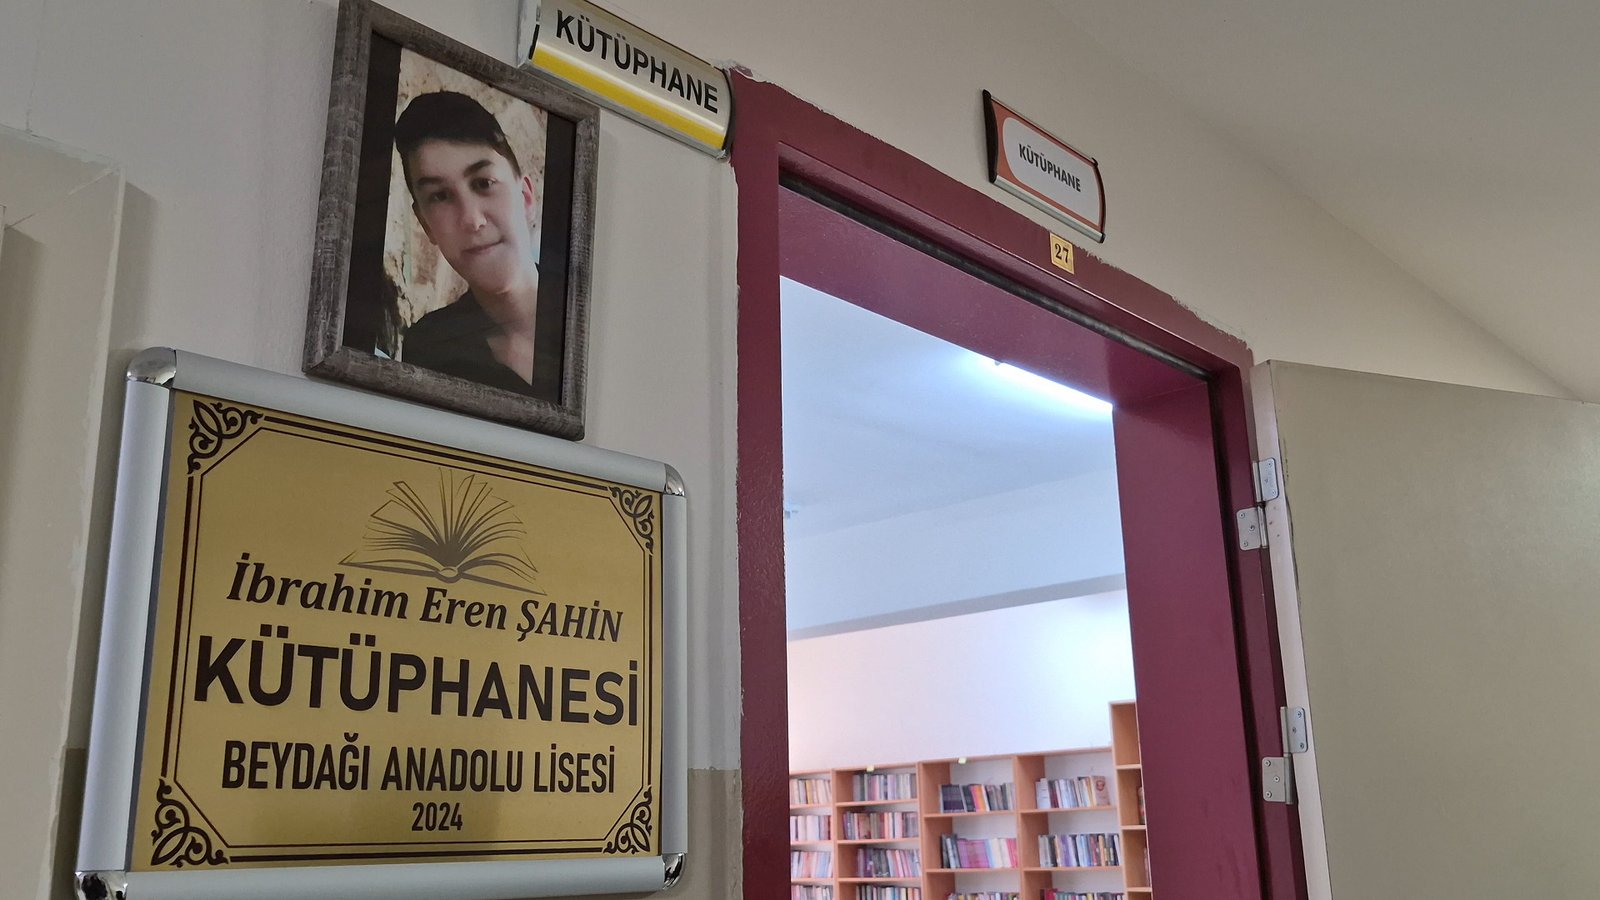 KÜTÜPHANE
KÜTÜPHANE
27
İbrahim Eren ŞAHİN
KÜTÜPHANESİ
BEYDAĞI ANADOLU LİSESİ
2024